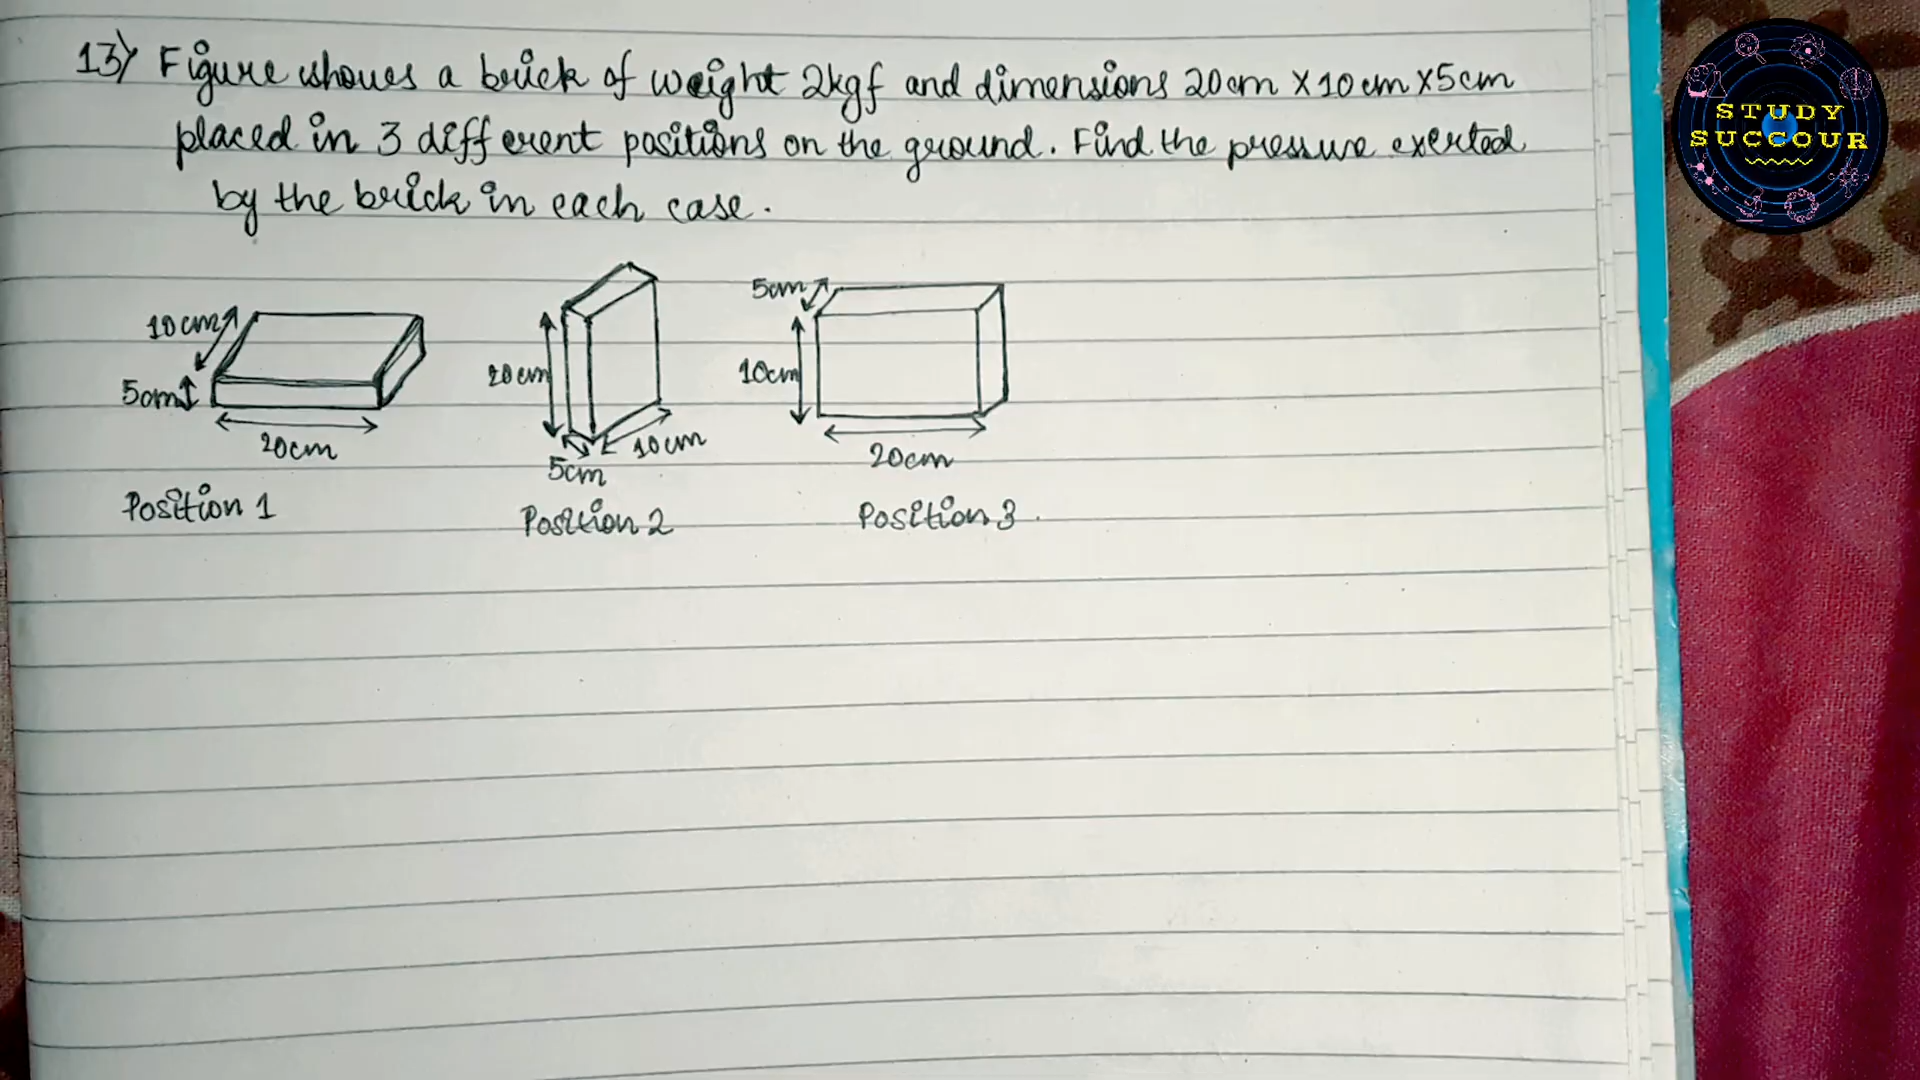 13) Figure shows a brick of weight 2kgf and dimensions 20cm x 10cm x 5cm
placed in 3 different positions on the ground. Find the pressure exerted
by the brick in each case.
STUDY
SUCCOUR
10cm
5cm
20cm
Position 1
20cm
5cm
10cm
Position 2
5cm
10cm
20cm
Position 3.